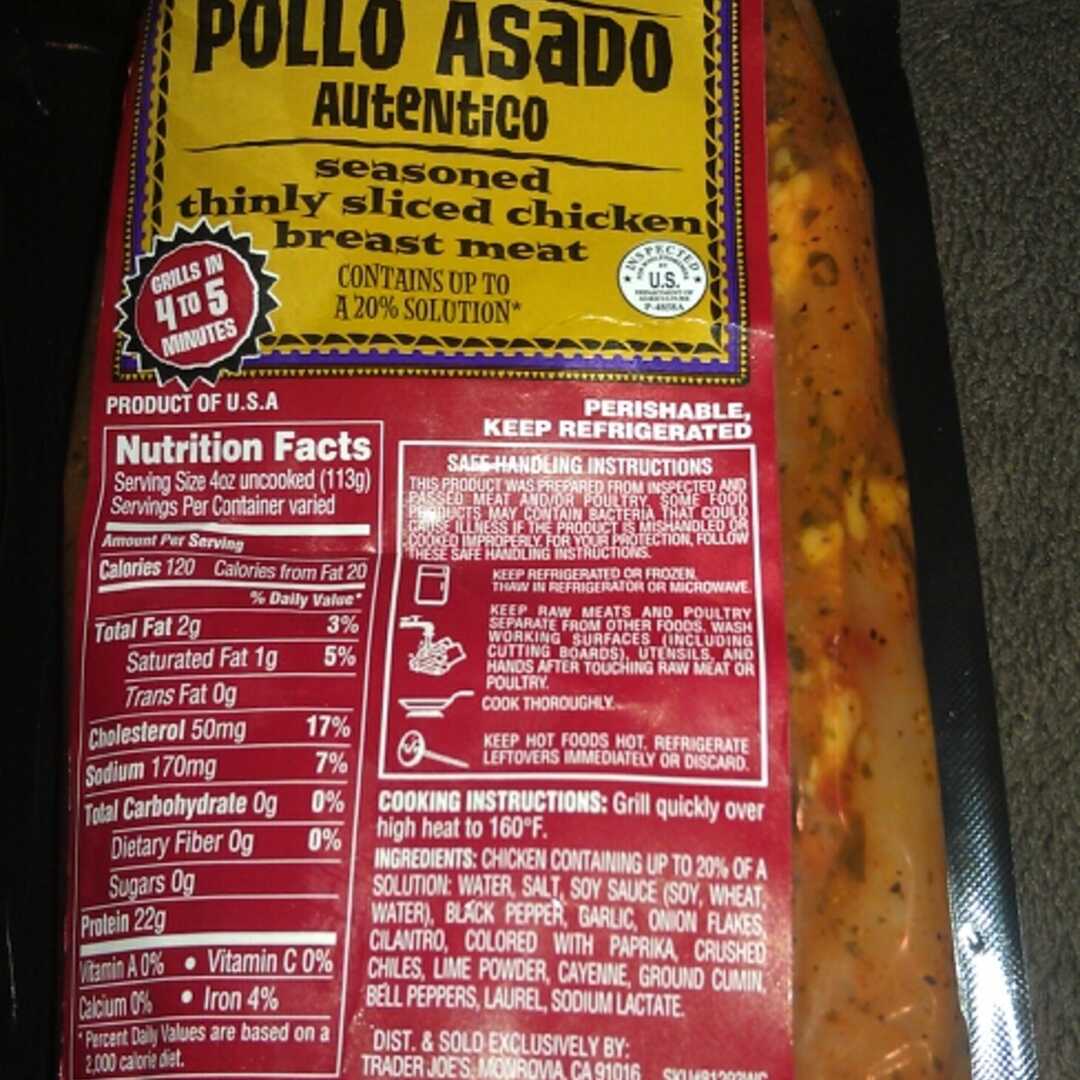 POLLO ASADO
AUTENTICO
seasoned
thinly sliced chicken
breast meat
CONTAINS UP TO
A 20% SOLUTION*
GRILLS IN
4 TO 5
MINUTES
INSPECTED
U.S.
PRODUCT OF U.S.A
PERISHABLE,
KEEP REFRIGERATED
Nutrition Facts
Serving Size 4oz uncooked (113g)
Servings Per Container varied
Amount Per Serving
Calories 120 Calories from Fat 20
% Daily Value*
Total Fat 2g 3%
Saturated Fat 1g 5%
Trans Fat 0g
Cholesterol 50mg 17%
Sodium 170mg 7%
Total Carbohydrate 0g 0%
Dietary Fiber 0g 0%
Sugars 0g
Protein 22g
Vitamin A 0% • Vitamin C 0%
Calcium 0% • Iron 4%
*Percent Daily Values are based on a
2,000 calorie diet.
SAFE HANDLING INSTRUCTIONS
THIS PRODUCT WAS PREPARED FROM INSPECTED AND
PASSED MEAT AND/OR POULTRY. SOME FOOD
PRODUCTS MAY CONTAIN BACTERIA THAT COULD
CAUSE ILLNESS IF THE PRODUCT IS MISHANDLED OR
COOKED IMPROPERLY. FOR YOUR PROTECTION, FOLLOW
THESE SAFE HANDLING INSTRUCTIONS.
KEEP REFRIGERATED OR FROZEN.
THAW IN REFRIGERATOR OR MICROWAVE.
KEEP RAW MEATS AND POULTRY
SEPARATE FROM OTHER FOODS. WASH
WORKING SURFACES (INCLUDING
CUTTING BOARDS), UTENSILS, AND
HANDS AFTER TOUCHING RAW MEAT OR
POULTRY.
COOK THOROUGHLY.
KEEP HOT FOODS HOT. REFRIGERATE
LEFTOVERS IMMEDIATELY OR DISCARD.
COOKING INSTRUCTIONS: Grill quickly over
high heat to 160°F.
INGREDIENTS: CHICKEN CONTAINING UP TO 20% OF A
SOLUTION: WATER, SALT, SOY SAUCE (SOY, WHEAT,
WATER), BLACK PEPPER, GARLIC, ONION FLAKES,
CILANTRO, COLORED WITH PAPRIKA, CRUSHED
CHILES, LIME POWDER, CAYENNE, GROUND CUMIN,
BELL PEPPERS, LAUREL, SODIUM LACTATE.
DIST. & SOLD EXCLUSIVELY BY:
TRADER JOE'S, MONROVIA, CA 91016